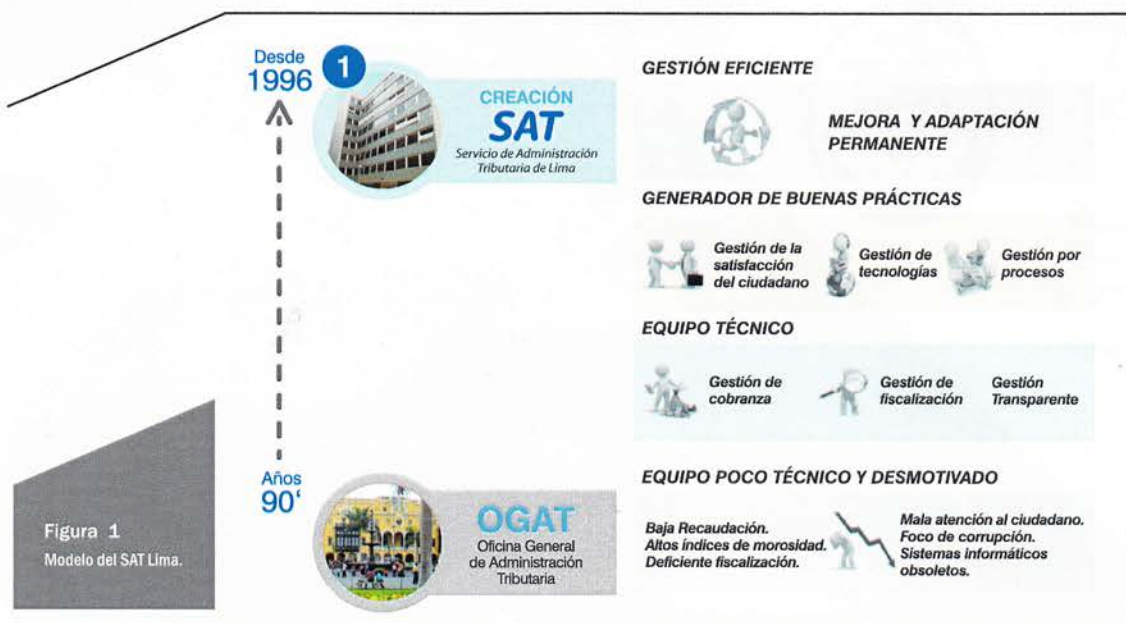 Desde
1996
1
CREACIÓN
SAT
Servicio de Administración
Tributaria de Lima
GESTIÓN EFICIENTE
MEJORA Y ADAPTACIÓN
PERMANENTE
GENERADOR DE BUENAS PRÁCTICAS
Gestión de la
satisfacción
del ciudadano
Gestión de
tecnologías
Gestión por
procesos
EQUIPO TÉCNICO
Gestión de
cobranza
Gestión de
fiscalización
Gestión
Transparente
Años
90‘
OGAT
Oficina General
de Administración
Tributaria
EQUIPO POCO TÉCNICO Y DESMOTIVADO
Baja Recaudación.
Altos índices de morosidad.
Deficiente fiscalización.
Mala atención al ciudadano.
Foco de corrupción.
Sistemas informáticos
obsoletos.
Figura 1
Modelo del SAT Lima.